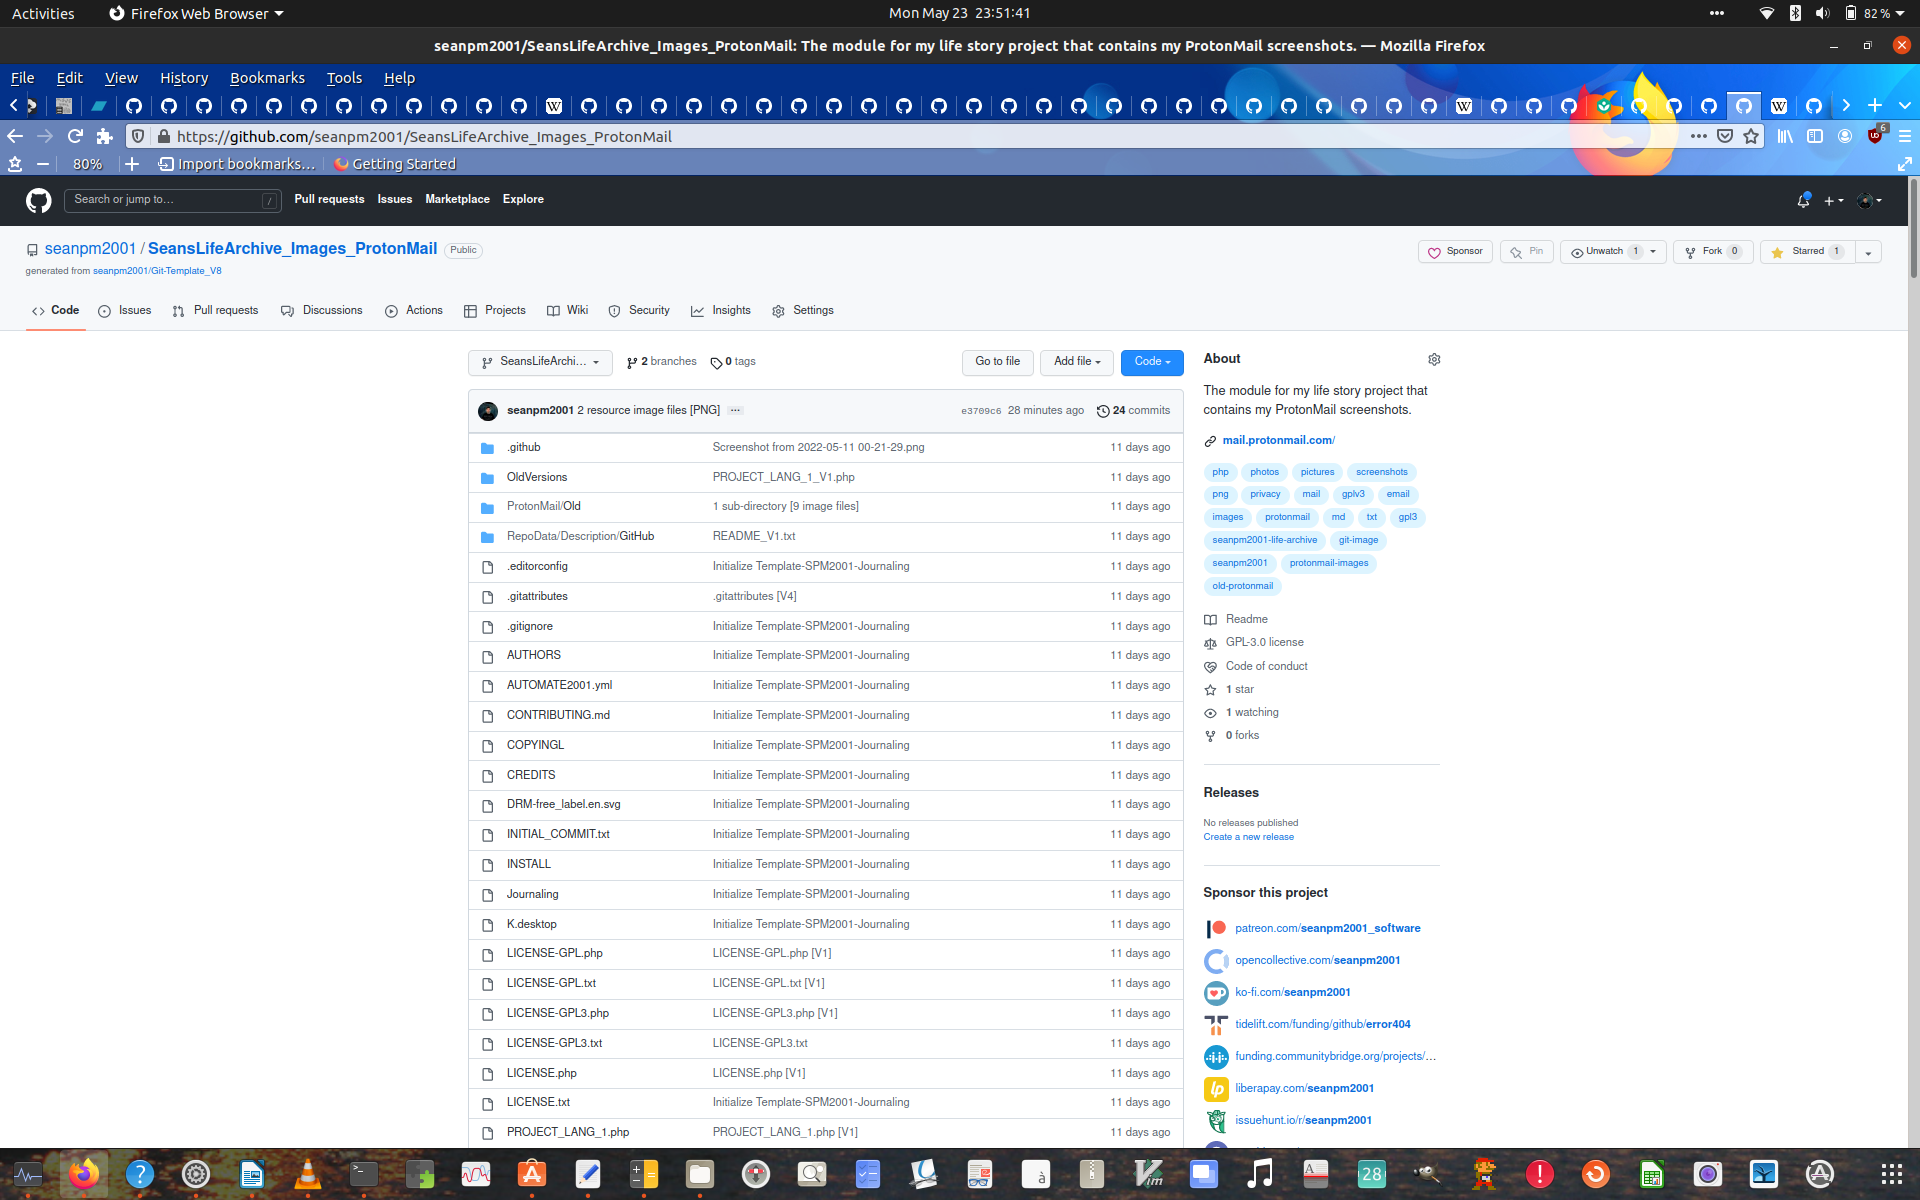 Activities Firefox Web Browser Mon May 23 23:51:41 82 %
seanpm2001/SeansLifeArchive_Images_ProtonMail: The module for my life story project that contains my ProtonMail screenshots. — Mozilla Firefox
File Edit View History Bookmarks Tools Help
https://github.com/seanpm2001/SeansLifeArchive_Images_ProtonMail 6
80% Import bookmarks... Getting Started
Search or jump to... / Pull requests Issues Marketplace Explore
seanpm2001 / SeansLifeArchive_Images_ProtonMail Public Sponsor Pin Unwatch 1 Fork 0 Starred 1
generated from seanpm2001/Git-Template_V8
Code Issues Pull requests Discussions Actions Projects Wiki Security Insights Settings
SeansLifeArchi... 2 branches 0 tags Go to file Add file Code
seanpm2001 2 resource image files [PNG] ... e3709c6 28 minutes ago 24 commits
.github Screenshot from 2022-05-11 00-21-29.png 11 days ago
OldVersions PROJECT_LANG_1_V1.php 11 days ago
ProtonMail/Old 1 sub-directory [9 image files] 11 days ago
RepoData/Description/GitHub README_V1.txt 11 days ago
.editorconfig Initialize Template-SPM2001-Journaling 11 days ago
.gitattributes .gitattributes [V4] 11 days ago
.gitignore Initialize Template-SPM2001-Journaling 11 days ago
AUTHORS Initialize Template-SPM2001-Journaling 11 days ago
AUTOMATE2001.yml Initialize Template-SPM2001-Journaling 11 days ago
CONTRIBUTING.md Initialize Template-SPM2001-Journaling 11 days ago
COPYINGL Initialize Template-SPM2001-Journaling 11 days ago
CREDITS Initialize Template-SPM2001-Journaling 11 days ago
DRM-free_label.en.svg Initialize Template-SPM2001-Journaling 11 days ago
INITIAL_COMMIT.txt Initialize Template-SPM2001-Journaling 11 days ago
INSTALL Initialize Template-SPM2001-Journaling 11 days ago
Journaling Initialize Template-SPM2001-Journaling 11 days ago
K.desktop Initialize Template-SPM2001-Journaling 11 days ago
LICENSE-GPL.php LICENSE-GPL.php [V1] 11 days ago
LICENSE-GPL.txt LICENSE-GPL.txt [V1] 11 days ago
LICENSE-GPL3.php LICENSE-GPL3.php [V1] 11 days ago
LICENSE-GPL3.txt LICENSE-GPL3.txt 11 days ago
LICENSE.php LICENSE.php [V1] 11 days ago
LICENSE.txt Initialize Template-SPM2001-Journaling 11 days ago
PROJECT_LANG_1.php PROJECT_LANG_1.php [V1] 11 days ago
About
The module for my life story project that
contains my ProtonMail screenshots.
mail.protonmail.com/
php photos pictures screenshots
png privacy mail gplv3 email
images protonmail md txt gpl3
seanpm2001-life-archive git-image
seanpm2001 protonmail-images
old-protonmail
Readme
GPL-3.0 license
Code of conduct
1 star
1 watching
0 forks
Releases
No releases published
Create a new release
Sponsor this project
patreon.com/seanpm2001_software
opencollective.com/seanpm2001
ko-fi.com/seanpm2001
tidelift.com/funding/github/error404
funding.communitybridge.org/projects/...
lp liberapay.com/seanpm2001
issuehunt.io/r/seanpm2001
28